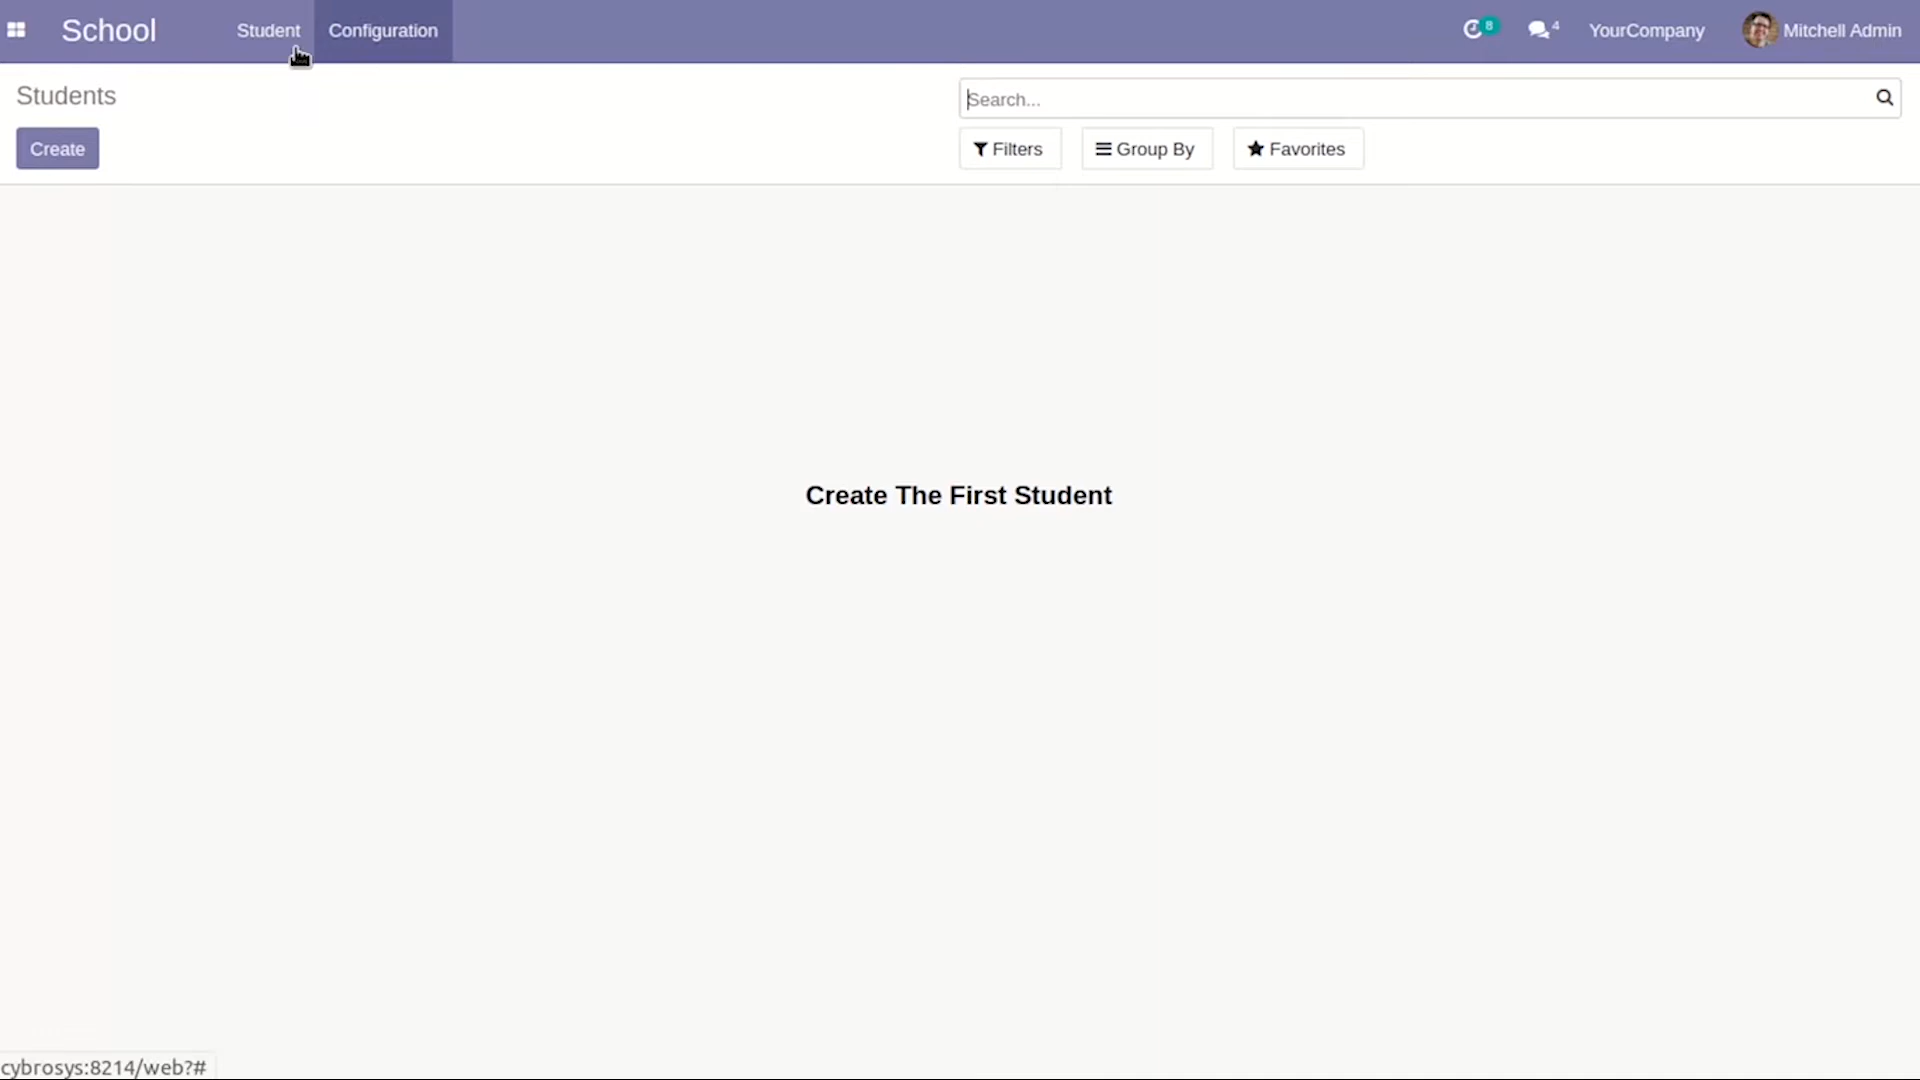 School Student Configuration 8 4 YourCompany Mitchell Admin
Students Search...
Create Filters Group By Favorites
Create The First Student
cybrosys:8214/web?#